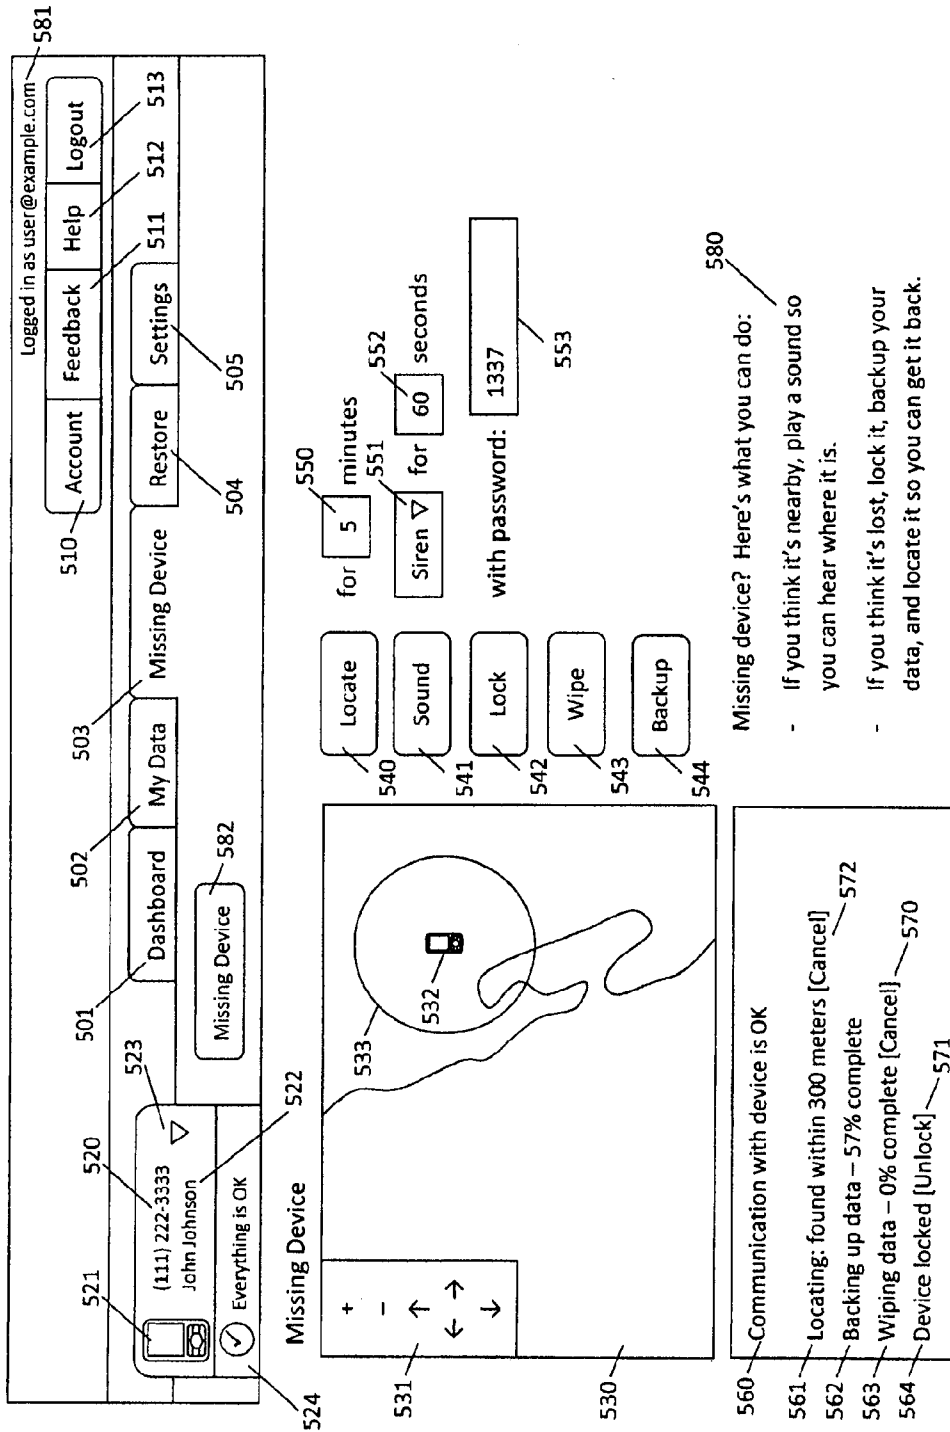 Logged in as user@example.com 581
Account Feedback Help Logout
510 511 512 513
501 502 503
Dashboard My Data Missing Device Restore Settings
504 505
520 523
521 (111) 222-3333 ▽
John Johnson 522
Everything is OK
524
Missing Device 582
Missing Device
+
−
↑
← →
↓
531
530
533
532
Locate for 5 minutes
540 550
Sound Siren ▽ for 60 seconds
541 551 552
Lock with password: 1337
542 553
Wipe
543
Backup
544
560 Communication with device is OK
561 Locating: found within 300 meters [Cancel] 572
562 Backing up data – 57% complete
563 Wiping data – 0% complete [Cancel] 570
564 Device locked [Unlock] 571
Missing device? Here's what you can do: 580
- If you think it's nearby, play a sound so
you can hear where it is.
- If you think it's lost, lock it, backup your
data, and locate it so you can get it back.